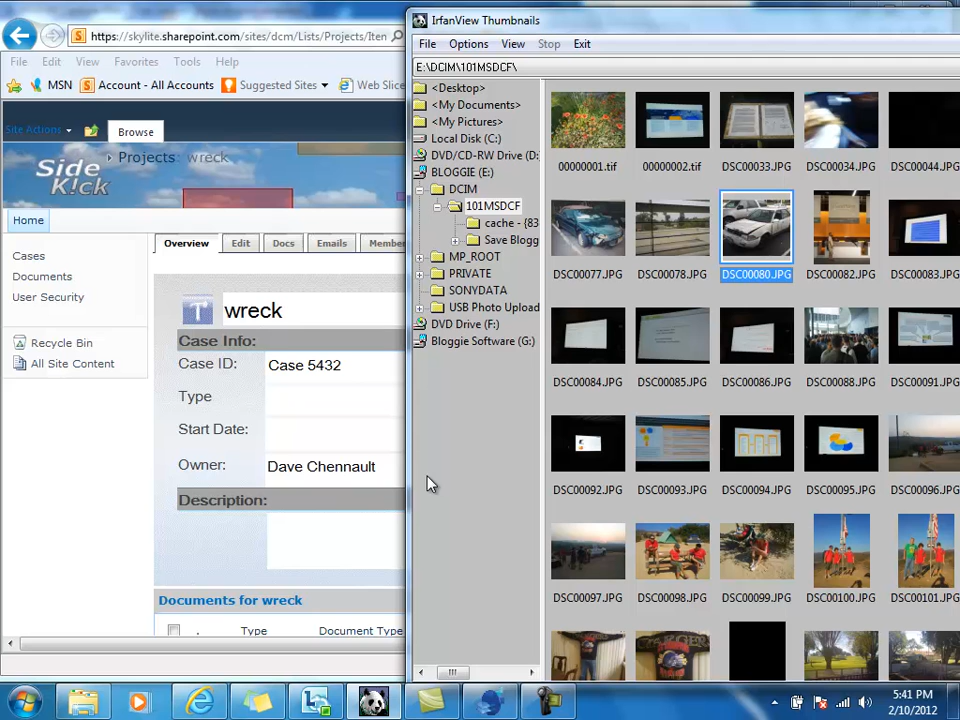 IrfanView Thumbnails
https://skylite.sharepoint.com/sites/dcm/Lists/Projects/Iten
File Edit View Favorites Tools Help
MSN Account - All Accounts Suggested Sites Web Slice
File Options View Stop Exit
E:\DCIM\101MSDCF\
Site Actions Browse
Projects: wreck
Side K!ck
Home
Cases
Documents
User Security
Recycle Bin
All Site Content
Overview Edit Docs Emails Member
wreck
Case Info:
Case ID: Case 5432
Type
Start Date:
Owner: Dave Chennault
Description:
Documents for wreck
Type Document Type
<Desktop>
<My Documents>
<My Pictures>
Local Disk (C:)
DVD/CD-RW Drive (D:
BLOGGIE (E:)
DCIM
101MSDCF
cache - {83
Save Blogg
MP_ROOT
PRIVATE
SONYDATA
USB Photo Upload
DVD Drive (F:)
Bloggie Software (G:)
00000001.tif 00000002.tif DSC00033.JPG DSC00034.JPG DSC00044.JPG
DSC00077.JPG DSC00078.JPG DSC00080.JPG DSC00082.JPG DSC00083.JPG
DSC00084.JPG DSC00085.JPG DSC00086.JPG DSC00088.JPG DSC00091.JPG
DSC00092.JPG DSC00093.JPG DSC00094.JPG DSC00095.JPG DSC00096.JPG
DSC00097.JPG DSC00098.JPG DSC00099.JPG DSC00100.JPG DSC00101.JPG
5:41 PM
2/10/2012